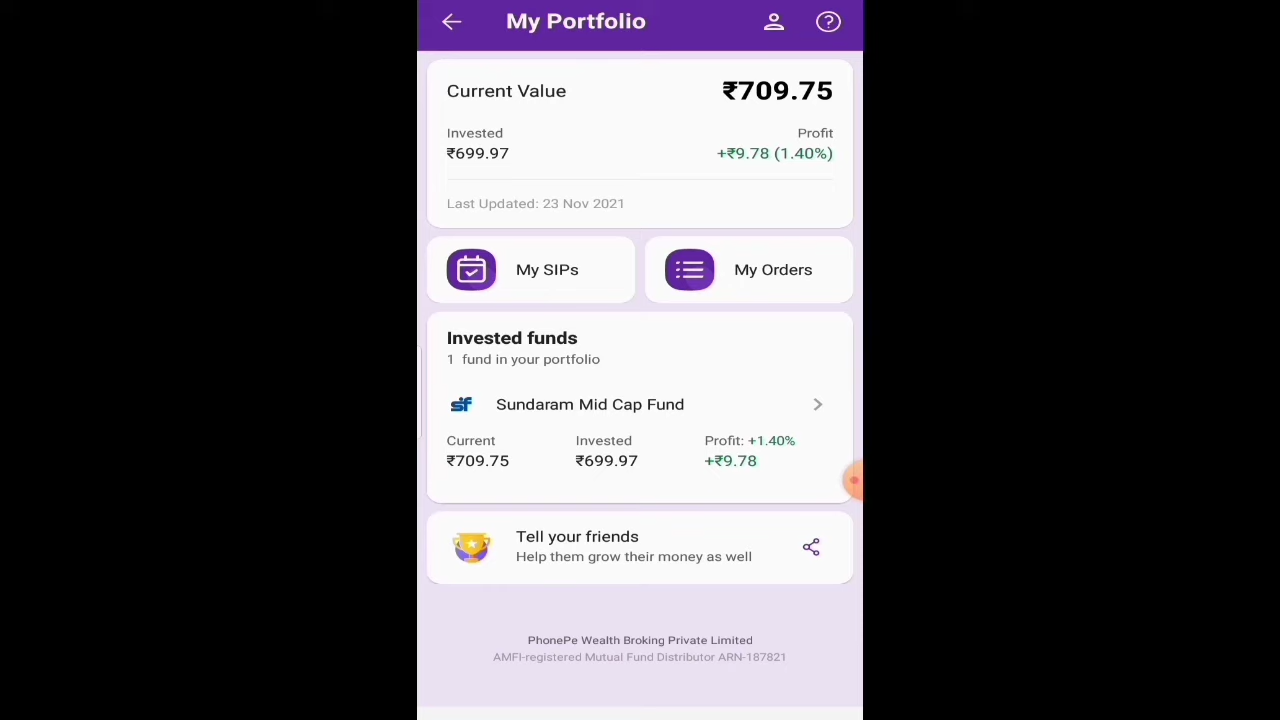 My Portfolio
Current Value ₹709.75
Invested Profit
₹699.97 +₹9.78 (1.40%)
Last Updated: 23 Nov 2021
My SIPs My Orders
Invested funds
1 fund in your portfolio
sf Sundaram Mid Cap Fund
Current Invested Profit: +1.40%
₹709.75 ₹699.97 +₹9.78
Tell your friends
Help them grow their money as well
PhonePe Wealth Broking Private Limited
AMFI-registered Mutual Fund Distributor ARN-187821